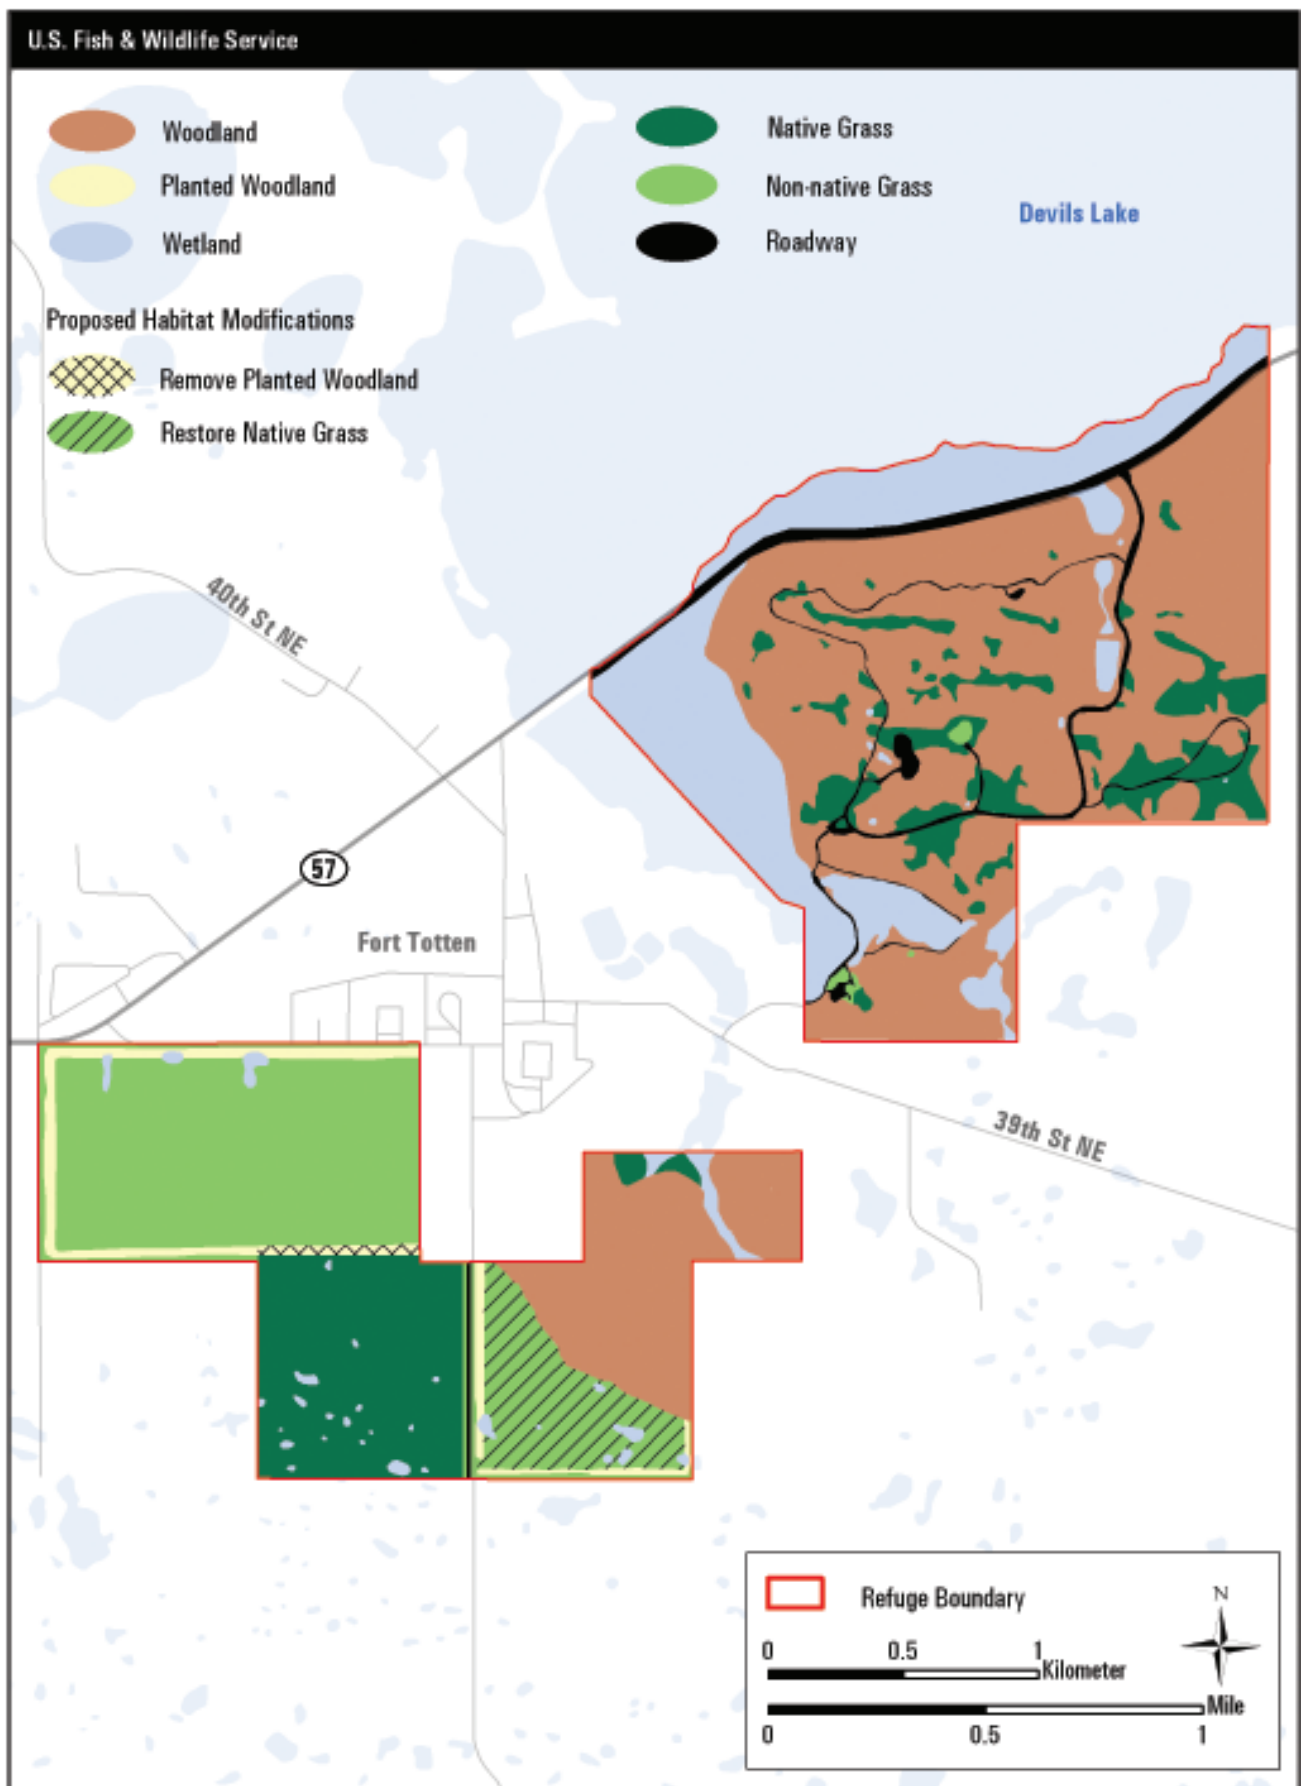 U.S. Fish & Wildlife Service
Woodland
Planted Woodland
Wetland
Native Grass
Non-native Grass
Roadway
Devils Lake
Proposed Habitat Modifications
Remove Planted Woodland
Restore Native Grass
40th St NE
57
Fort Totten
39th St NE
Refuge Boundary
N
0 0.5 1
Kilometer
Mile
0 0.5 1